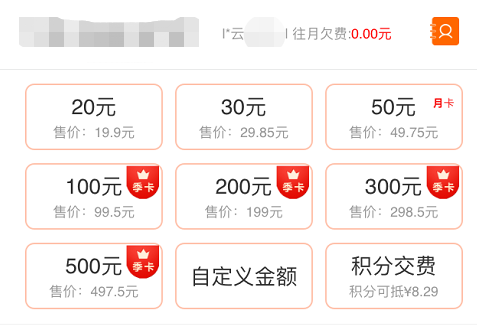 l*云 l 往月欠费:0.00元
20元
售价：19.9元
30元
售价：29.85元
50元
月卡
售价：49.75元
100元
季卡
售价：99.5元
200元
季卡
售价：199元
300元
季卡
售价：298.5元
500元
季卡
售价：497.5元
自定义金额
积分交费
积分可抵¥8.29